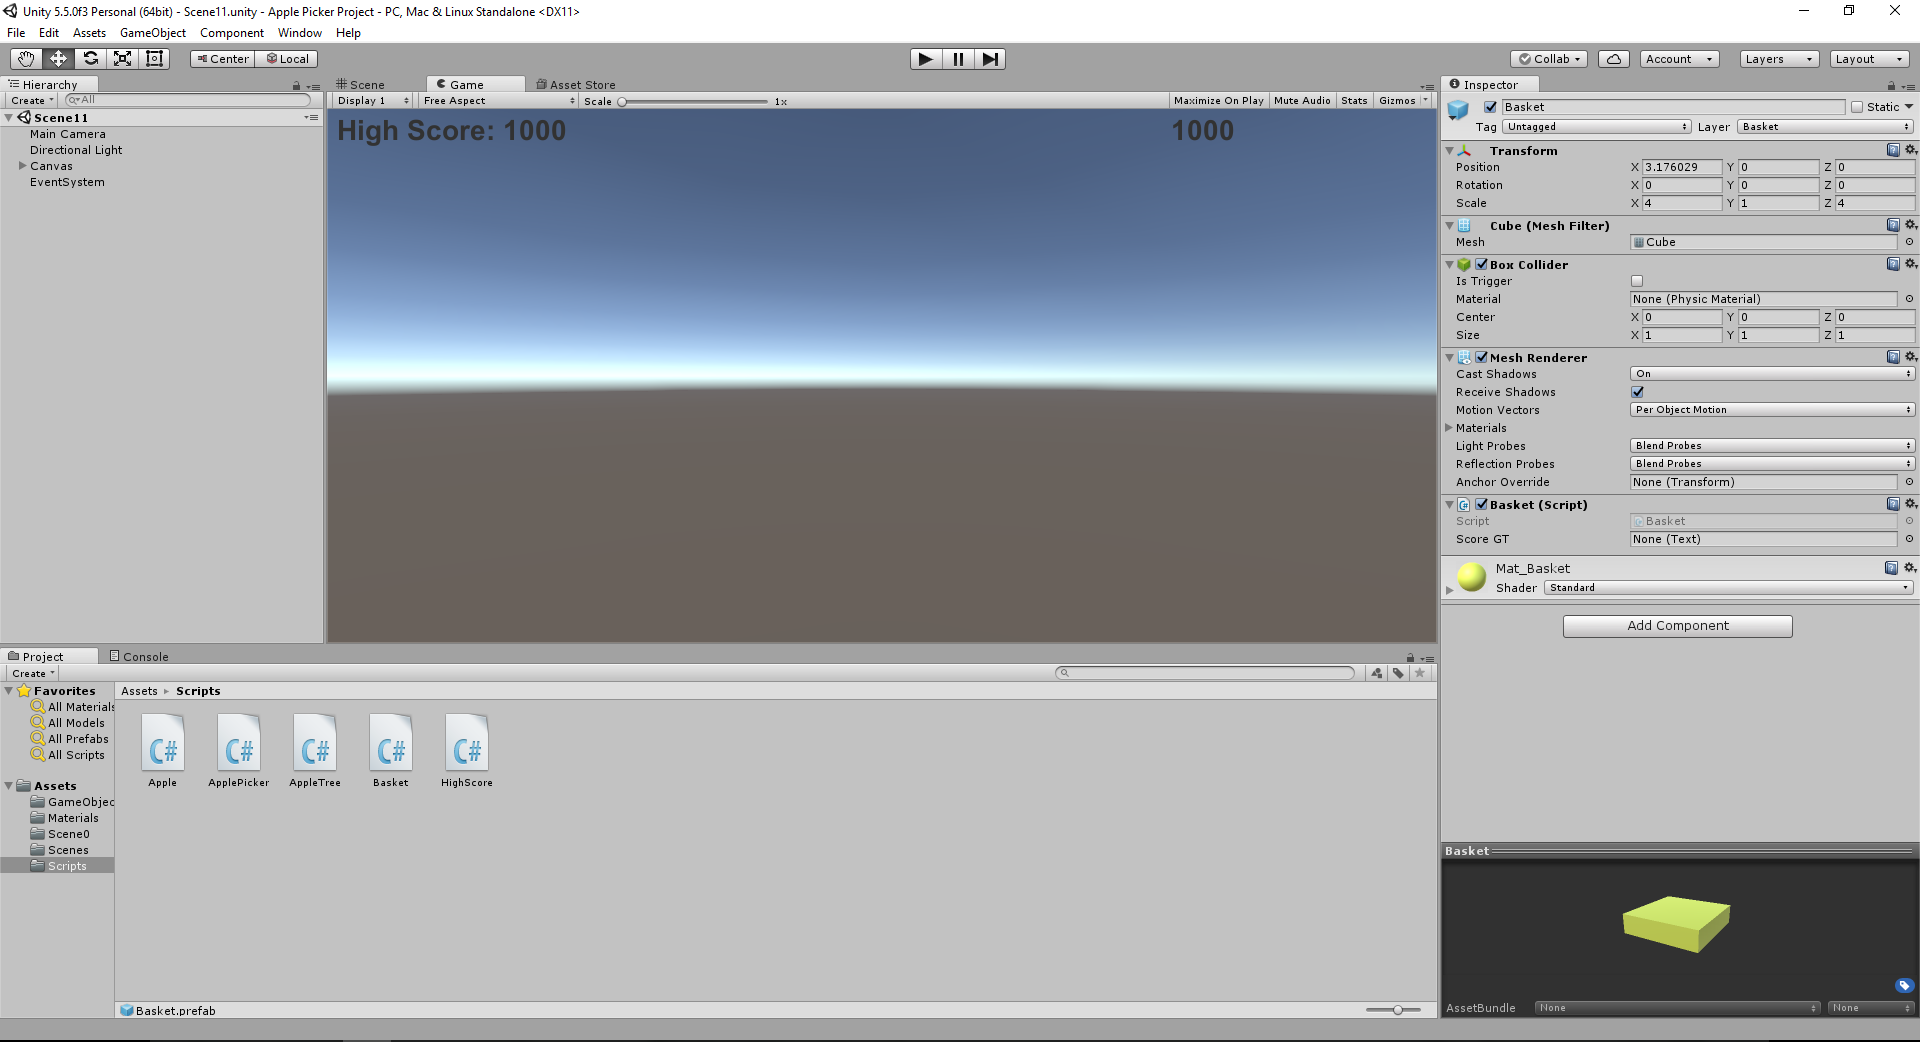 Unity 5.5.0f3 Personal (64bit) - Scene11.unity - Apple Picker Project - PC, Mac & Linux Standalone <DX11>
File Edit Assets GameObject Component Window Help
Center Local
Collab Account Layers Layout
Hierarchy
Create All
Scene11
Main Camera
Directional Light
Canvas
EventSystem
Scene Game Asset Store
Display 1 Free Aspect Scale 1x Maximize On Play Mute Audio Stats Gizmos
High Score: 1000 1000
Inspector
Basket Static
Tag Untagged Layer Basket
Transform
Position X 3.176029 Y 0 Z 0
Rotation X 0 Y 0 Z 0
Scale X 4 Y 1 Z 4
Cube (Mesh Filter)
Mesh Cube
Box Collider
Is Trigger
Material None (Physic Material)
Center X 0 Y 0 Z 0
Size X 1 Y 1 Z 1
Mesh Renderer
Cast Shadows On
Receive Shadows
Motion Vectors Per Object Motion
Materials
Light Probes Blend Probes
Reflection Probes Blend Probes
Anchor Override None (Transform)
Basket (Script)
Script Basket
Score GT None (Text)
Mat_Basket
Shader Standard
Add Component
Project Console
Create
Favorites
All Materials
All Models
All Prefabs
All Scripts
Assets
GameObjec
Materials
Scene0
Scenes
Scripts
Assets Scripts
C# C# C# C# C#
Apple ApplePicker AppleTree Basket HighScore
Basket.prefab
Basket
AssetBundle None None